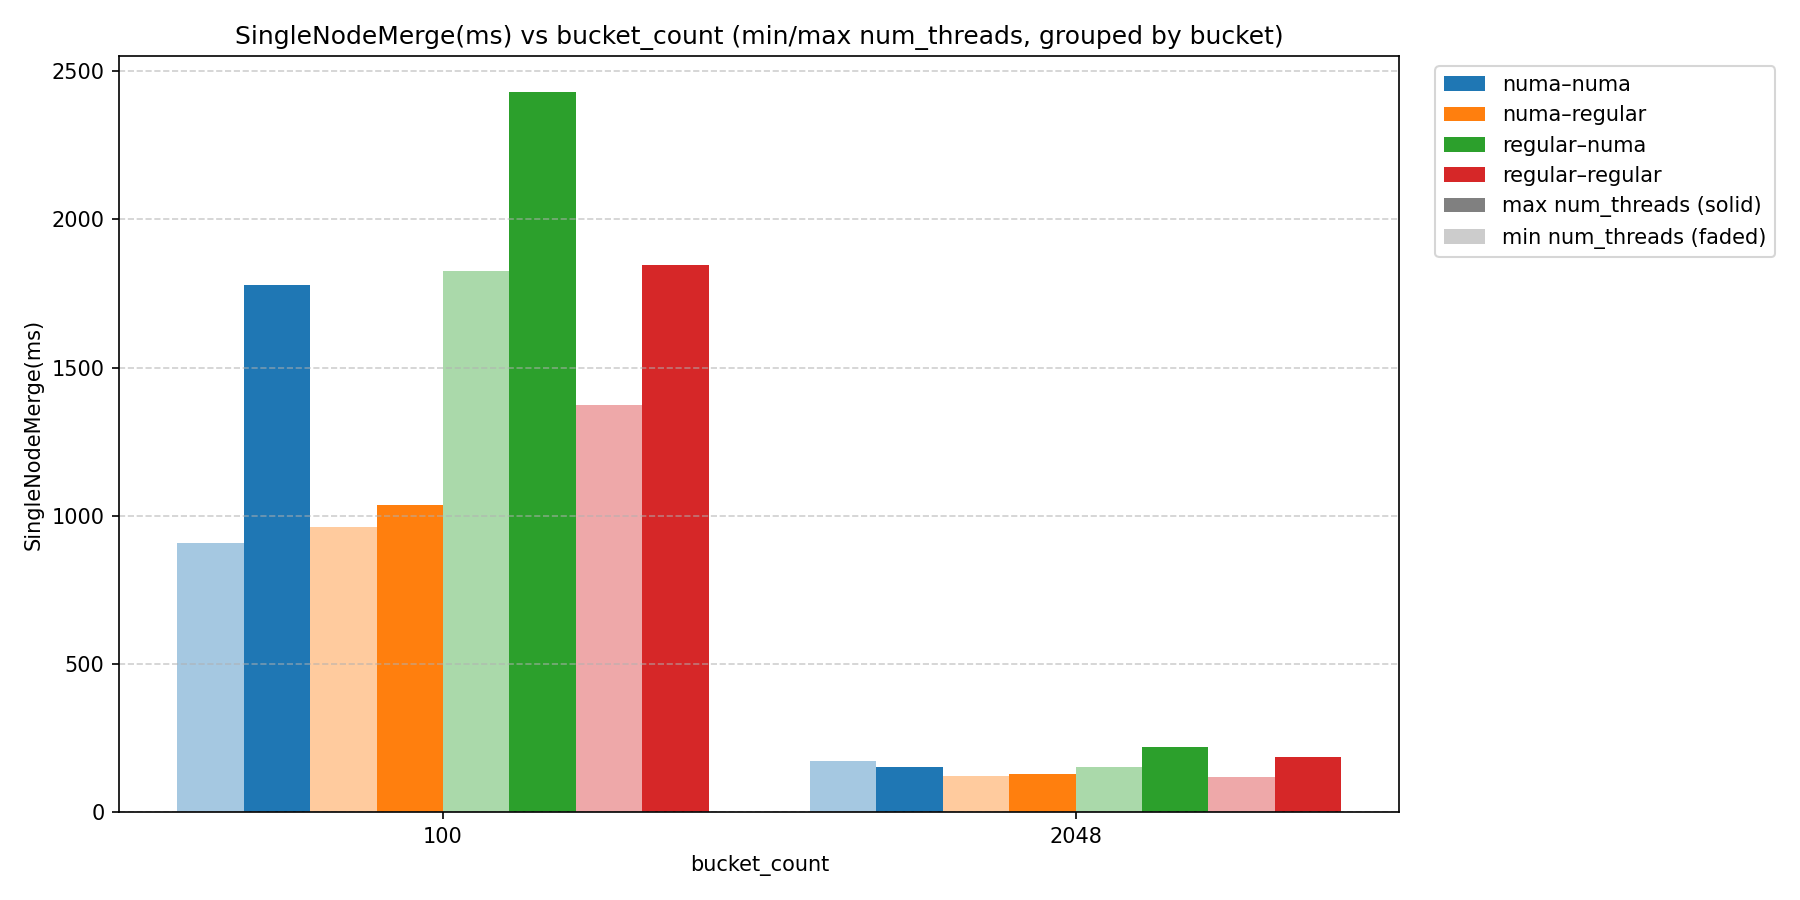 SingleNodeMerge(ms) vs bucket_count (min/max num_threads, grouped by bucket)
SingleNodeMerge(ms)
2500
2000
1500
1000
500
0
100
2048
bucket_count
numa–numa
numa–regular
regular–numa
regular–regular
max num_threads (solid)
min num_threads (faded)